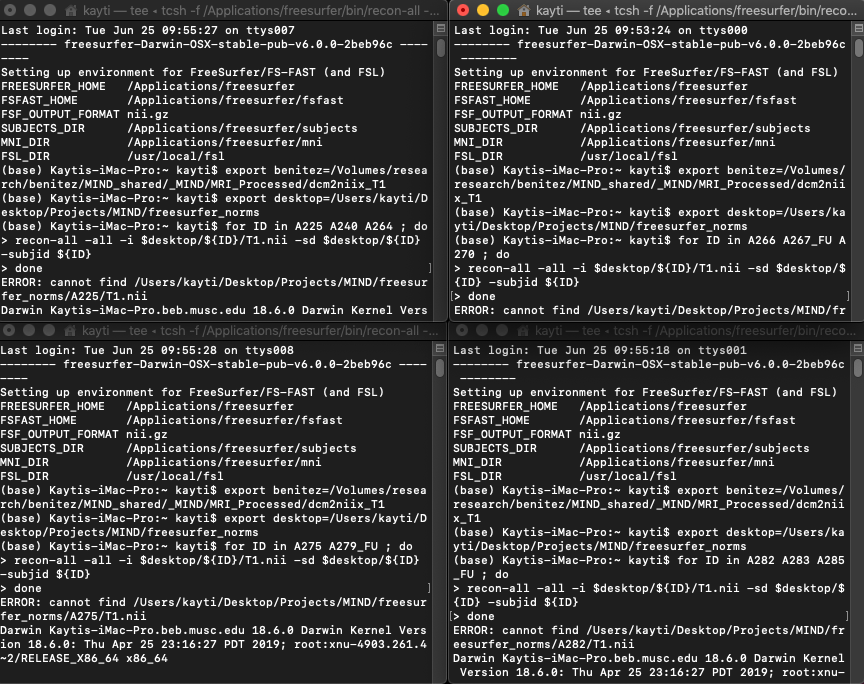 kayti — tee • tcsh -f /Applications/freesurfer/bin/recon-all -...
Last login: Tue Jun 25 09:55:27 on ttys007
-------- freesurfer-Darwin-OSX-stable-pub-v6.0.0-2beb96c ----
----
Setting up environment for FreeSurfer/FS-FAST (and FSL)
FREESURFER_HOME   /Applications/freesurfer
FSFAST_HOME       /Applications/freesurfer/fsfast
FSF_OUTPUT_FORMAT nii.gz
SUBJECTS_DIR      /Applications/freesurfer/subjects
MNI_DIR           /Applications/freesurfer/mni
FSL_DIR           /usr/local/fsl
(base) Kaytis-iMac-Pro:~ kayti$ export benitez=/Volumes/resea
rch/benitez/MIND_shared/_MIND/MRI_Processed/dcm2niix_T1
(base) Kaytis-iMac-Pro:~ kayti$ export desktop=/Users/kayti/D
esktop/Projects/MIND/freesurfer_norms
(base) Kaytis-iMac-Pro:~ kayti$ for ID in A225 A240 A264 ; do
> recon-all -all -i $desktop/${ID}/T1.nii -sd $desktop/${ID}
-subjid ${ID}
> done ]
ERROR: cannot find /Users/kayti/Desktop/Projects/MIND/freesur
fer_norms/A225/T1.nii
Darwin Kaytis-iMac-Pro.beb.musc.edu 18.6.0 Darwin Kernel Vers
kayti — tee • tcsh -f /Applications/freesurfer/bin/reco...
Last login: Tue Jun 25 09:53:24 on ttys000
-------- freesurfer-Darwin-OSX-stable-pub-v6.0.0-2beb96c
--------
Setting up environment for FreeSurfer/FS-FAST (and FSL)
FREESURFER_HOME   /Applications/freesurfer
FSFAST_HOME       /Applications/freesurfer/fsfast
FSF_OUTPUT_FORMAT nii.gz
SUBJECTS_DIR      /Applications/freesurfer/subjects
MNI_DIR           /Applications/freesurfer/mni
FSL_DIR           /usr/local/fsl
(base) Kaytis-iMac-Pro:~ kayti$ export benitez=/Volumes/
research/benitez/MIND_shared/_MIND/MRI_Processed/dcm2nii
x_T1
(base) Kaytis-iMac-Pro:~ kayti$ export desktop=/Users/ka
yti/Desktop/Projects/MIND/freesurfer_norms
(base) Kaytis-iMac-Pro:~ kayti$ for ID in A266 A267_FU A
270 ; do
> recon-all -all -i $desktop/${ID}/T1.nii -sd $desktop/$
{ID} -subjid ${ID}
[> done ]
ERROR: cannot find /Users/kayti/Desktop/Projects/MIND/fr
kayti — tee • tcsh -f /Applications/freesurfer/bin/recon-all -...
Last login: Tue Jun 25 09:55:28 on ttys008
-------- freesurfer-Darwin-OSX-stable-pub-v6.0.0-2beb96c ----
----
Setting up environment for FreeSurfer/FS-FAST (and FSL)
FREESURFER_HOME   /Applications/freesurfer
FSFAST_HOME       /Applications/freesurfer/fsfast
FSF_OUTPUT_FORMAT nii.gz
SUBJECTS_DIR      /Applications/freesurfer/subjects
MNI_DIR           /Applications/freesurfer/mni
FSL_DIR           /usr/local/fsl
(base) Kaytis-iMac-Pro:~ kayti$ export benitez=/Volumes/resea
rch/benitez/MIND_shared/_MIND/MRI_Processed/dcm2niix_T1
(base) Kaytis-iMac-Pro:~ kayti$ export desktop=/Users/kayti/D
esktop/Projects/MIND/freesurfer_norms
(base) Kaytis-iMac-Pro:~ kayti$ for ID in A275 A279_FU ; do
> recon-all -all -i $desktop/${ID}/T1.nii -sd $desktop/${ID}
-subjid ${ID}
> done ]
ERROR: cannot find /Users/kayti/Desktop/Projects/MIND/freesur
fer_norms/A275/T1.nii
Darwin Kaytis-iMac-Pro.beb.musc.edu 18.6.0 Darwin Kernel Vers
ion 18.6.0: Thu Apr 25 23:16:27 PDT 2019; root:xnu-4903.261.4
~2/RELEASE_X86_64 x86_64
kayti — tee • tcsh -f /Applications/freesurfer/bin/reco...
Last login: Tue Jun 25 09:55:18 on ttys001
-------- freesurfer-Darwin-OSX-stable-pub-v6.0.0-2beb96c
--------
Setting up environment for FreeSurfer/FS-FAST (and FSL)
FREESURFER_HOME   /Applications/freesurfer
FSFAST_HOME       /Applications/freesurfer/fsfast
FSF_OUTPUT_FORMAT nii.gz
SUBJECTS_DIR      /Applications/freesurfer/subjects
MNI_DIR           /Applications/freesurfer/mni
FSL_DIR           /usr/local/fsl
(base) Kaytis-iMac-Pro:~ kayti$ export benitez=/Volumes/
research/benitez/MIND_shared/_MIND/MRI_Processed/dcm2nii
x_T1
(base) Kaytis-iMac-Pro:~ kayti$ export desktop=/Users/ka
yti/Desktop/Projects/MIND/freesurfer_norms
(base) Kaytis-iMac-Pro:~ kayti$ for ID in A282 A283 A285
_FU ; do
> recon-all -all -i $desktop/${ID}/T1.nii -sd $desktop/$
{ID} -subjid ${ID}
[> done ]
ERROR: cannot find /Users/kayti/Desktop/Projects/MIND/fr
eesurfer_norms/A282/T1.nii
Darwin Kaytis-iMac-Pro.beb.musc.edu 18.6.0 Darwin Kernel
Version 18.6.0: Thu Apr 25 23:16:27 PDT 2019; root:xnu-